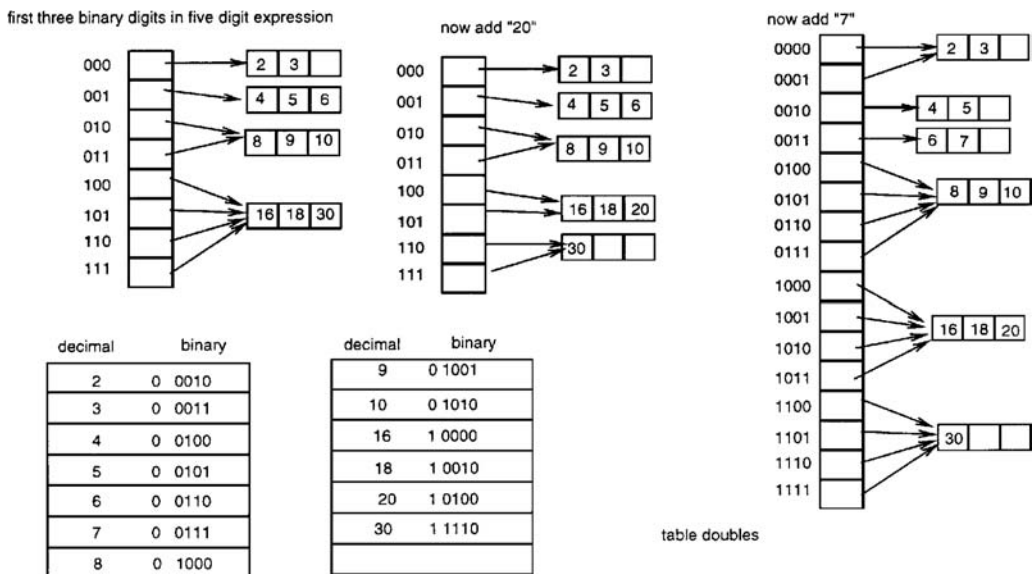 first three binary digits in five digit expression
000
001
010
011
100
101
110
111
2 3
4 5 6
8 9 10
16 18 30
now add "20"
000
001
010
011
100
101
110
111
2 3
4 5 6
8 9 10
16 18 20
30
now add "7"
0000
0001
0010
0011
0100
0101
0110
0111
1000
1001
1010
1011
1100
1101
1110
1111
2 3
4 5
6 7
8 9 10
16 18 20
30
table doubles
decimal binary
2 0 0010
3 0 0011
4 0 0100
5 0 0101
6 0 0110
7 0 0111
8 0 1000
decimal binary
9 0 1001
10 0 1010
16 1 0000
18 1 0010
20 1 0100
30 1 1110